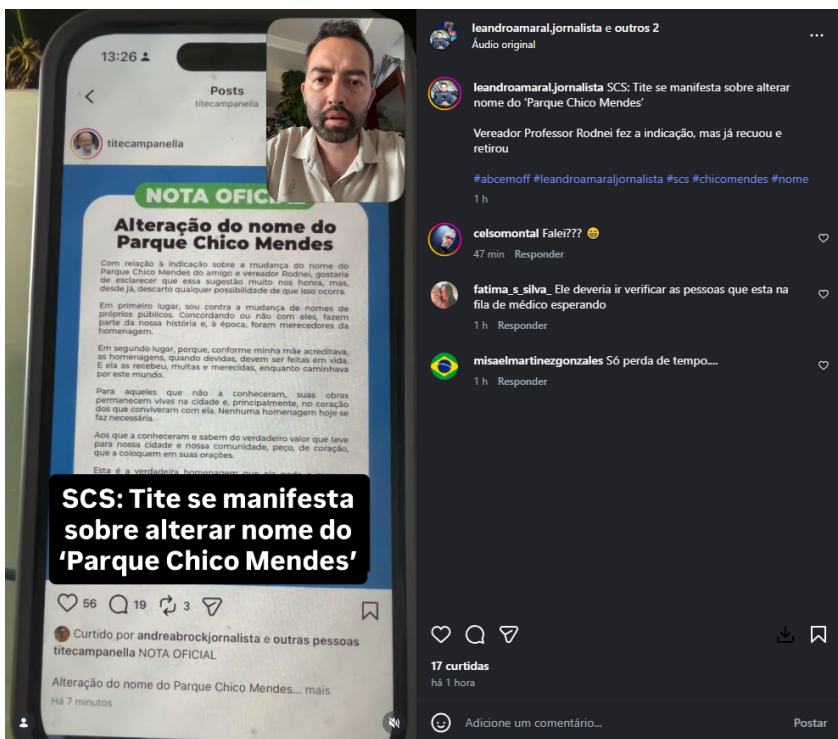 13:26
Posts
titecampanella
titecampanella
NOTA OFIC
Alteração do nome do
Parque Chico Mendes
Com relação à indicação sobre a mudança do nome do
Parque Chico Mendes do amigo e vereador Rodnei, gostaria
de esclarecer que essa sugestão muito nos honra, mas,
desde já, descarto qualquer possibilidade de que isso ocorra.
Em primeiro lugar, sou contra a mudança de nomes de
próprios públicos. Concordando ou não com eles, fazem
parte da nossa história e, à época, foram merecedores da
homenagem.
Em segundo lugar, porque, conforme minha mãe acreditava,
as homenagens, quando devidas, devem ser feitas em vida.
E ela as recebeu, muitas e merecidas, enquanto caminhava
por este mundo.
Para aqueles que não a conheceram, suas obras
permanecem vivas na cidade e, principalmente, no coração
dos que conviveram com ela. Nenhuma homenagem hoje se
faz necessária.
Aos que a conheceram e sabem do verdadeiro valor que teve
para nossa cidade e nossa comunidade, peço, de coração,
que a coloquem em suas orações.
Esta é a verdadeira homenagem que ela
SCS: Tite se manifesta
sobre alterar nome do
‘Parque Chico Mendes’
56 19 3
Curtido por andreabrockjornalista e outras pessoas
titecampanella NOTA OFICIAL
Alteração do nome do Parque Chico Mendes... mais
Há 7 minutos
leandroamaral.jornalista e outros 2
Áudio original
leandroamaral.jornalista SCS: Tite se manifesta sobre alterar
nome do ‘Parque Chico Mendes’
Vereador Professor Rodnei fez a indicação, mas já recuou e
retirou
#abcemoff #leandroamaraljornalista #scs #chicomendes #nome
1 h
celsomontal Falei???
47 min Responder
fatima_s_silva_ Ele deveria ir verificar as pessoas que esta na
fila de médico esperando
1 h Responder
misaelmartinezgonzales Só perda de tempo....
1 h Responder
17 curtidas
há 1 hora
Adicione um comentário...
Postar